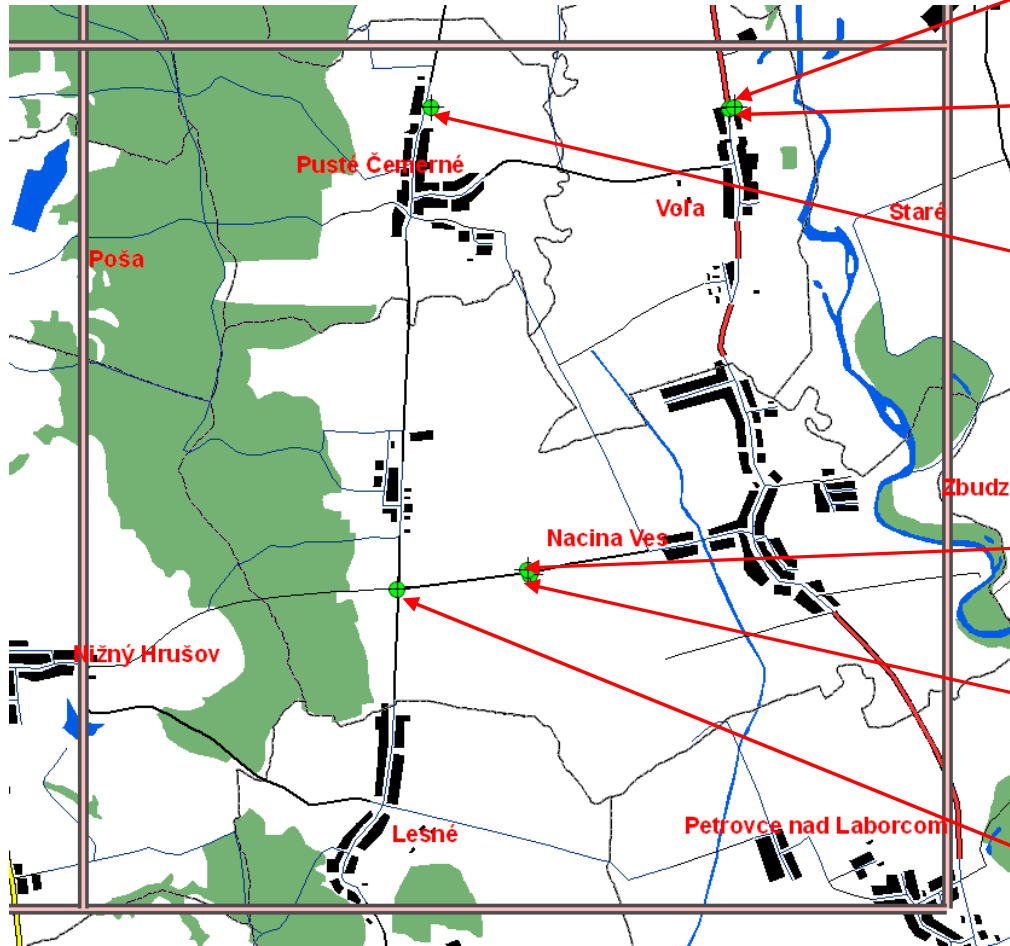 Pusté Čemerné
Voľa
Staré
Poša
Zbudz
Nacina Ves
Nižný Hrušov
Lesné
Petrovce nad Laborcom